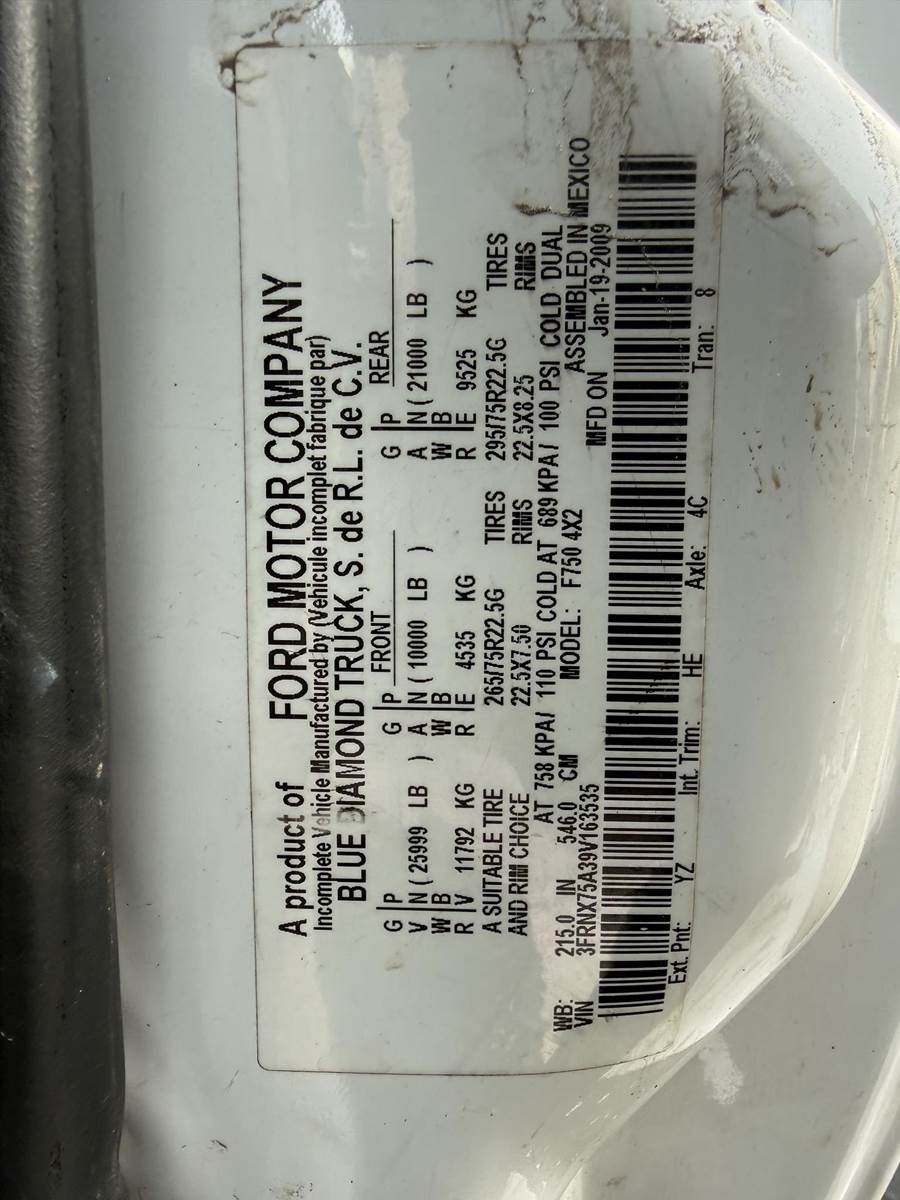 A product of FORD MOTOR COMPANY
Incomplete Vehicle Manufactured by (Vehicule incomplet fabrique par)
BLUE DIAMOND TRUCK, S. de R.L. de C.V.
FRONT REAR
G P G P G P
V N ( 25999 LB ) A N ( 10000 LB ) A N ( 21000 LB )
W B W B W B
R V 11792 KG R E 4535 KG R E 9525 KG
A SUITABLE TIRE 265/75R22.5G TIRES 295/75R22.5G TIRES
AND RIM CHOICE 22.5X7.50 RIMS 22.5X8.25 RIMS
AT 758 KPA/ 110 PSI COLD AT 689 KPA/ 100 PSI COLD DUAL
WB: 215.0 IN 546.0 CM MODEL: F750 4X2 ASSEMBLED IN MEXICO
VIN 3FRNX75A39V163535 MFD ON Jan-19-2009
Ext. Pnt: YZ Int. Trim: HE Axle: 4C Tran: 8